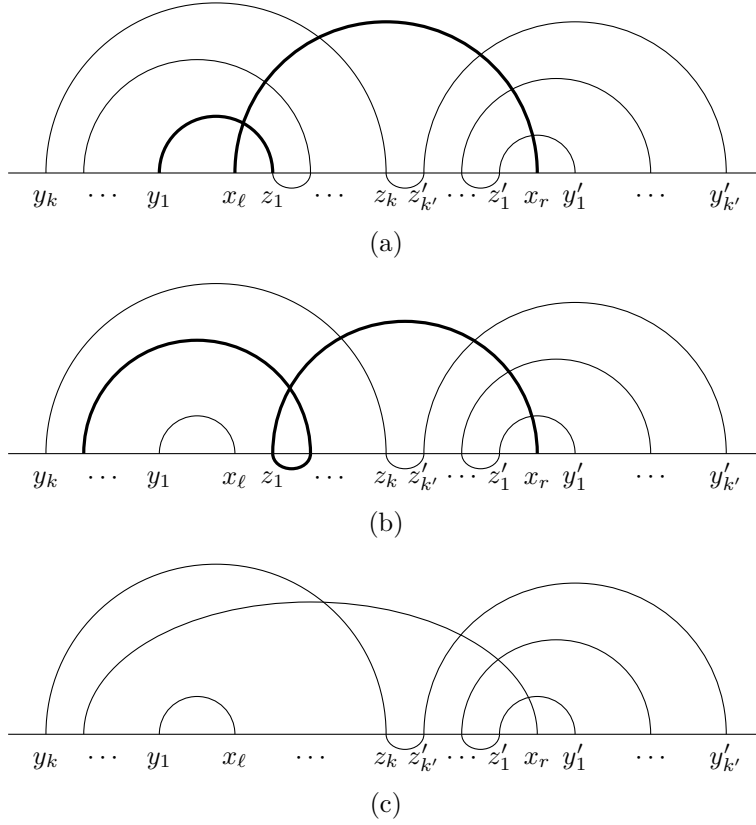 y_k ⋯ y_1 x_ℓ z_1 ⋯ z_k z'_{k'} ⋯ z'_1 x_r y'_1 ⋯ y'_{k'}
(a)
y_k ⋯ y_1 x_ℓ z_1 ⋯ z_k z'_{k'} ⋯ z'_1 x_r y'_1 ⋯ y'_{k'}
(b)
y_k ⋯ y_1 x_ℓ ⋯ z_k z'_{k'} ⋯ z'_1 x_r y'_1 ⋯ y'_{k'}
(c)